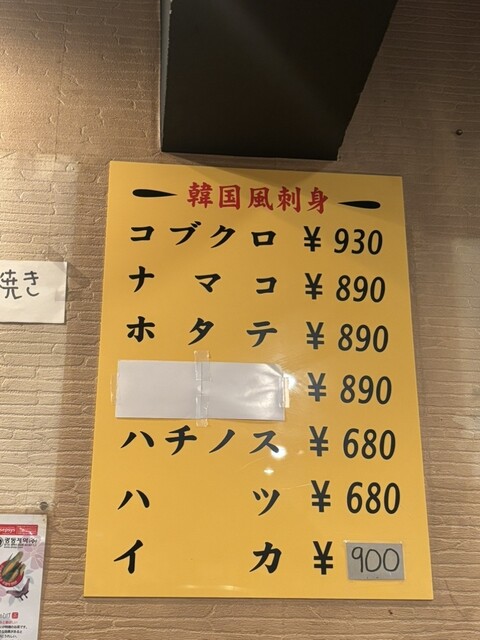 韓国風刺身
コブクロ ¥930
ナマコ ¥890
ホタテ ¥890
¥890
ハチノス ¥680
ハツ ¥680
イカ ¥900
焼き